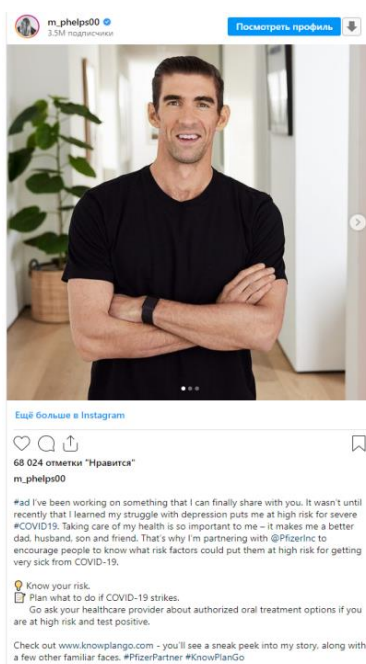 m_phelps00
3.5M подписчики
Посмотреть профиль
Ещё больше в Instagram
68 024 отметки "Нравится"
m_phelps00
#ad I've been working on something that I can finally share with you. It wasn't until
recently that I learned my struggle with depression puts me at high risk for severe
#COVID19. Taking care of my health is so important to me – it makes me a better
dad, husband, son and friend. That's why I'm partnering with @PfizerInc to
encourage people to know what risk factors could put them at high risk for getting
very sick from COVID-19.
Know your risk.
Plan what to do if COVID-19 strikes.
Go ask your healthcare provider about authorized oral treatment options if you
are at high risk and test positive.
Check out www.knowplango.com - you'll see a sneak peek into my story, along with
a few other familiar faces. #PfizerPartner #KnowPlanGo